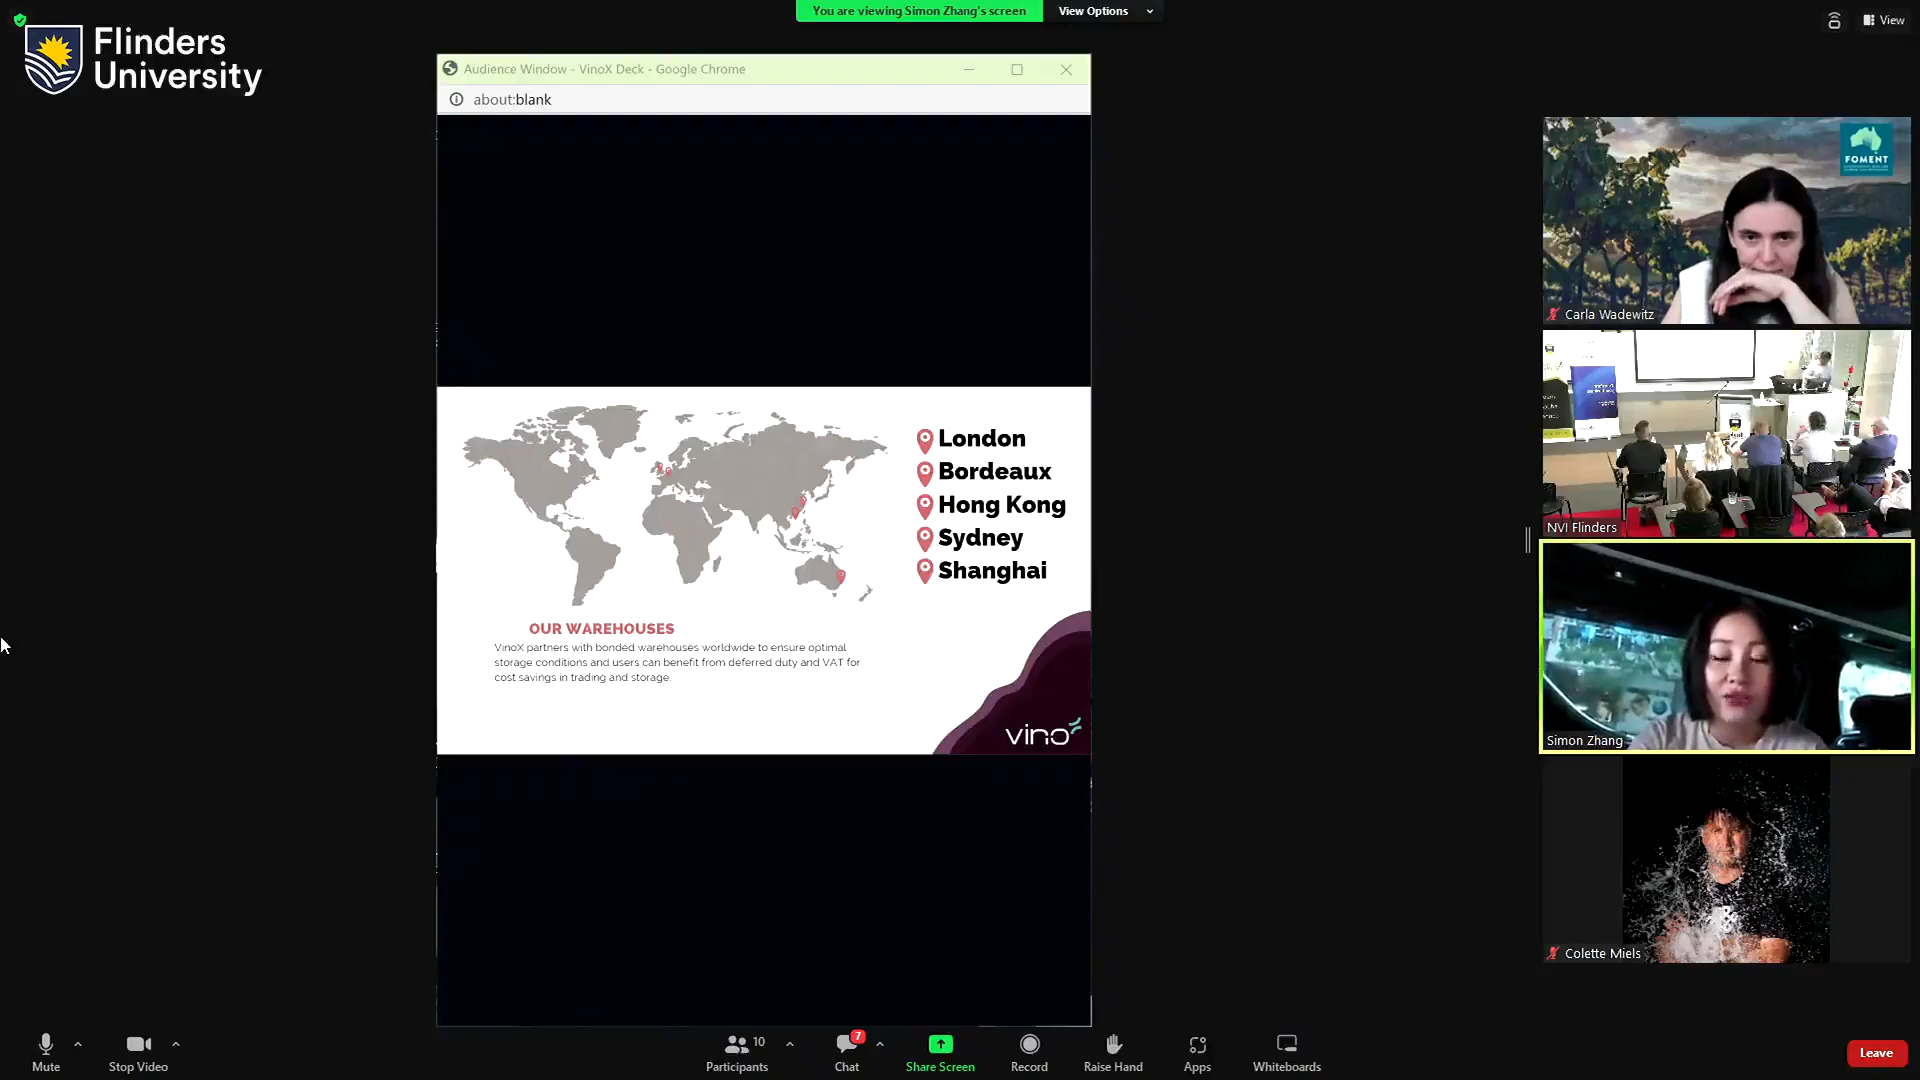 You are viewing Simon Zhang's screen
View Options
View
Flinders
University
Audience Window - VinoX Deck - Google Chrome
about:blank
London
Bordeaux
Hong Kong
Sydney
Shanghai
OUR WAREHOUSES
VinoX partners with bonded warehouses worldwide to ensure optimal
storage conditions and users can benefit from deferred duty and VAT for
cost savings in trading and storage.
vino
FOMENT
Carla Wadewitz
NVI Flinders
Simon Zhang
Colette Miels
Mute
Stop Video
10
Participants
7
Chat
Share Screen
Record
Raise Hand
Apps
Whiteboards
Leave